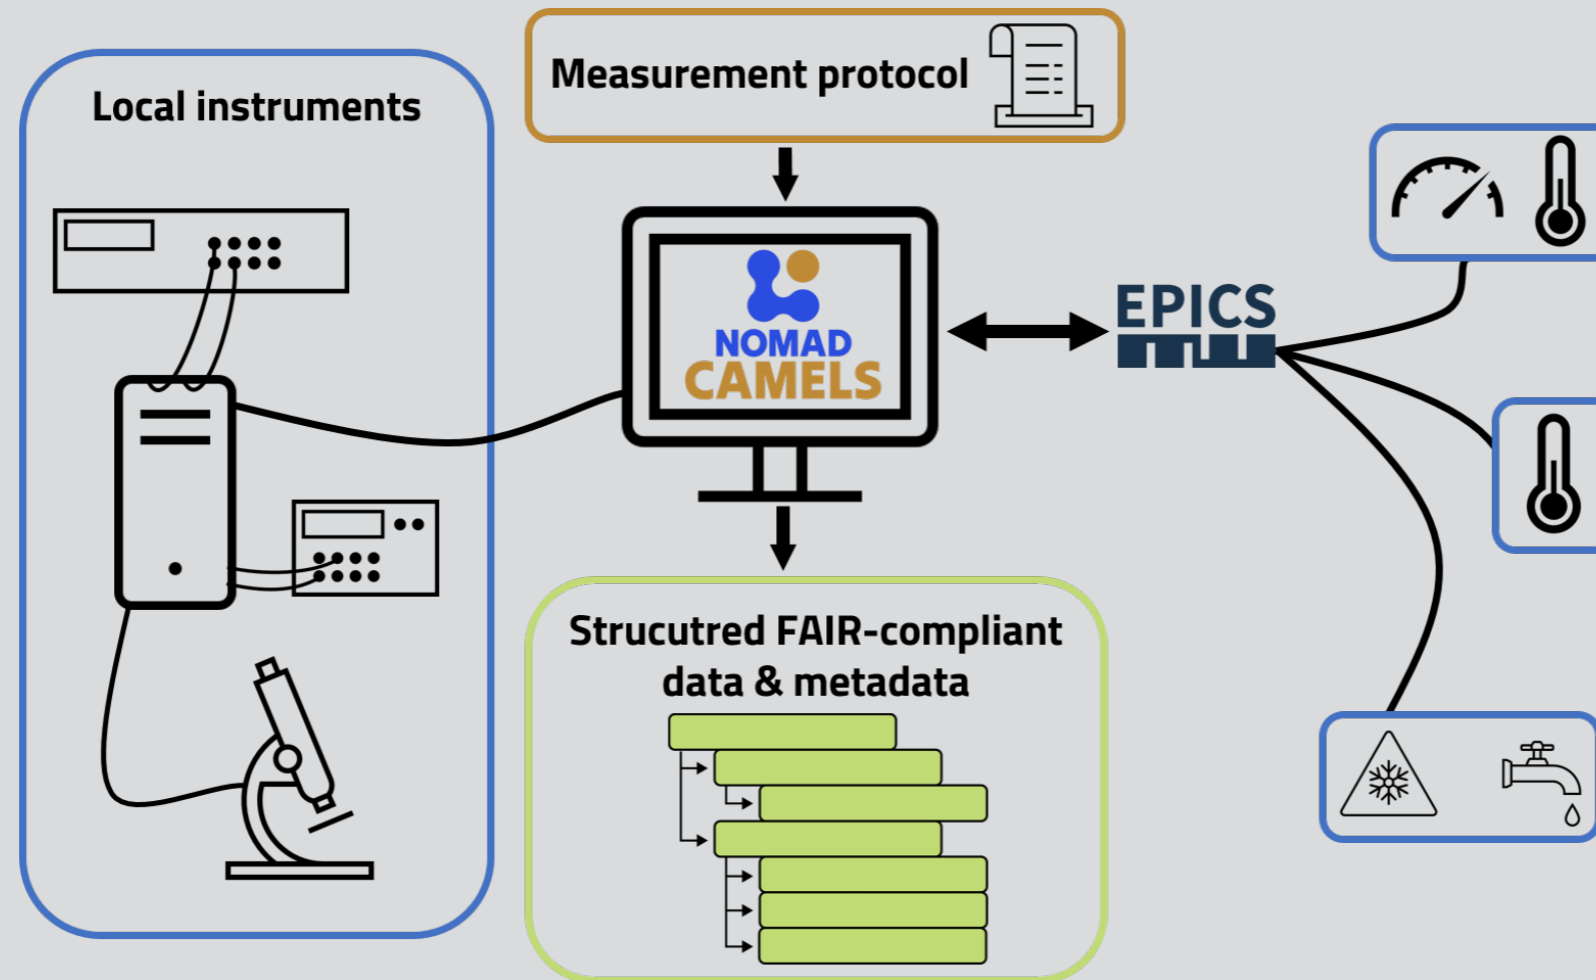 Measurement protocol
Local instruments
NOMAD
CAMELS
EPICS
Strucutred FAIR-compliant
data & metadata